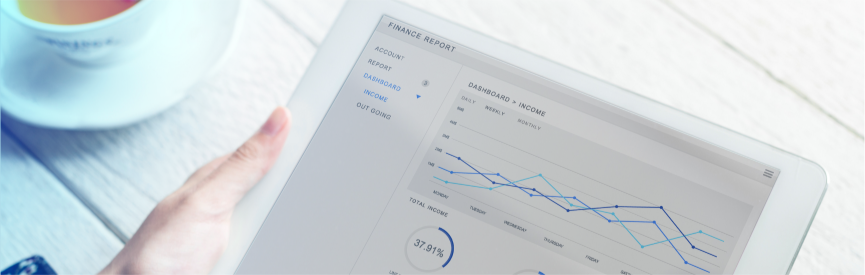 FINANCE REPORT
ACCOUNT
REPORT
DASHBOARD
INCOME
OUT GOING
DASHBOARD > INCOME
DAILY WEEKLY MONTHLY
MONDAY TUESDAY WEDNESDAY THURSDAY FRIDAY
TOTAL INCOME
37.91%